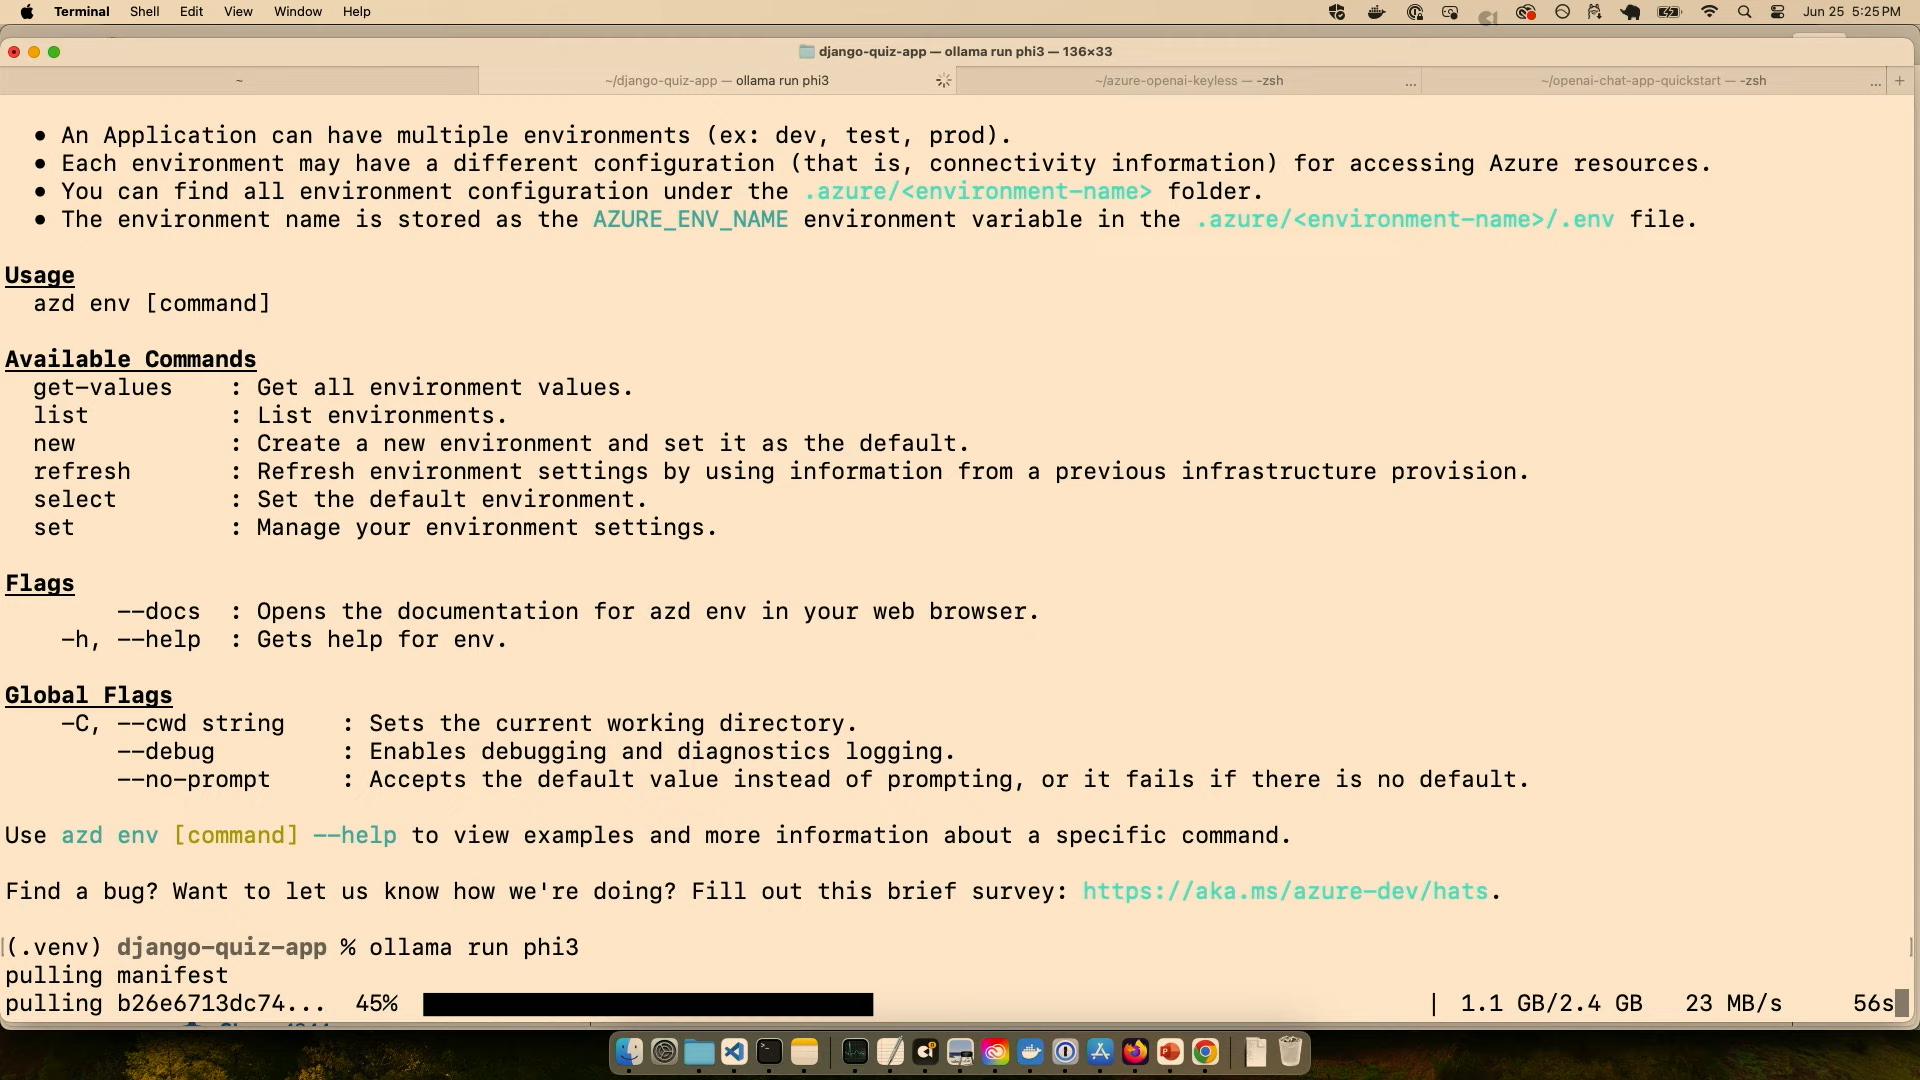 Terminal Shell Edit View Window Help Jun 25 5:25 PM
django-quiz-app — ollama run phi3 — 136×33
~ ~/django-quiz-app — ollama run phi3 ~/azure-openai-keyless — -zsh ... ~/openai-chat-app-quickstart — -zsh ... +
• An Application can have multiple environments (ex: dev, test, prod).
• Each environment may have a different configuration (that is, connectivity information) for accessing Azure resources.
• You can find all environment configuration under the .azure/<environment-name> folder.
• The environment name is stored as the AZURE_ENV_NAME environment variable in the .azure/<environment-name>/.env file.
Usage
azd env [command]
Available Commands
get-values : Get all environment values.
list : List environments.
new : Create a new environment and set it as the default.
refresh : Refresh environment settings by using information from a previous infrastructure provision.
select : Set the default environment.
set : Manage your environment settings.
Flags
--docs : Opens the documentation for azd env in your web browser.
-h, --help : Gets help for env.
Global Flags
-C, --cwd string : Sets the current working directory.
--debug : Enables debugging and diagnostics logging.
--no-prompt : Accepts the default value instead of prompting, or it fails if there is no default.
Use azd env [command] --help to view examples and more information about a specific command.
Find a bug? Want to let us know how we're doing? Fill out this brief survey: https://aka.ms/azure-dev/hats.
(.venv) django-quiz-app % ollama run phi3
pulling manifest
pulling b26e6713dc74... 45% | 1.1 GB/2.4 GB 23 MB/s 56s